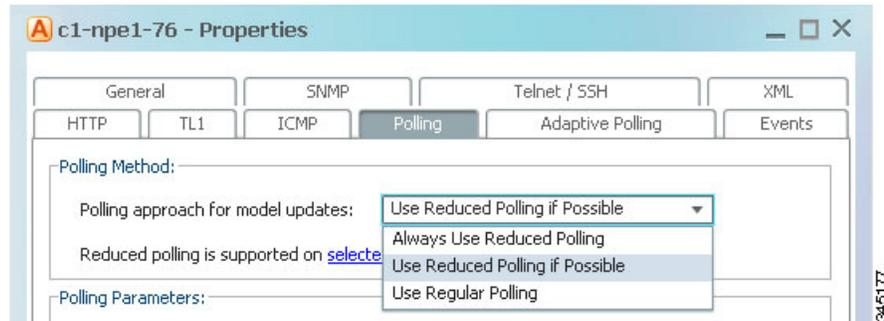 A c1-npe1-76 - Properties
General SNMP Telnet / SSH XML
HTTP TL1 ICMP Polling Adaptive Polling Events
Polling Method:
Polling approach for model updates: Use Reduced Polling if Possible
Always Use Reduced Polling
Reduced polling is supported on selecte
Use Reduced Polling if Possible
Use Regular Polling
Polling Parameters:
345177